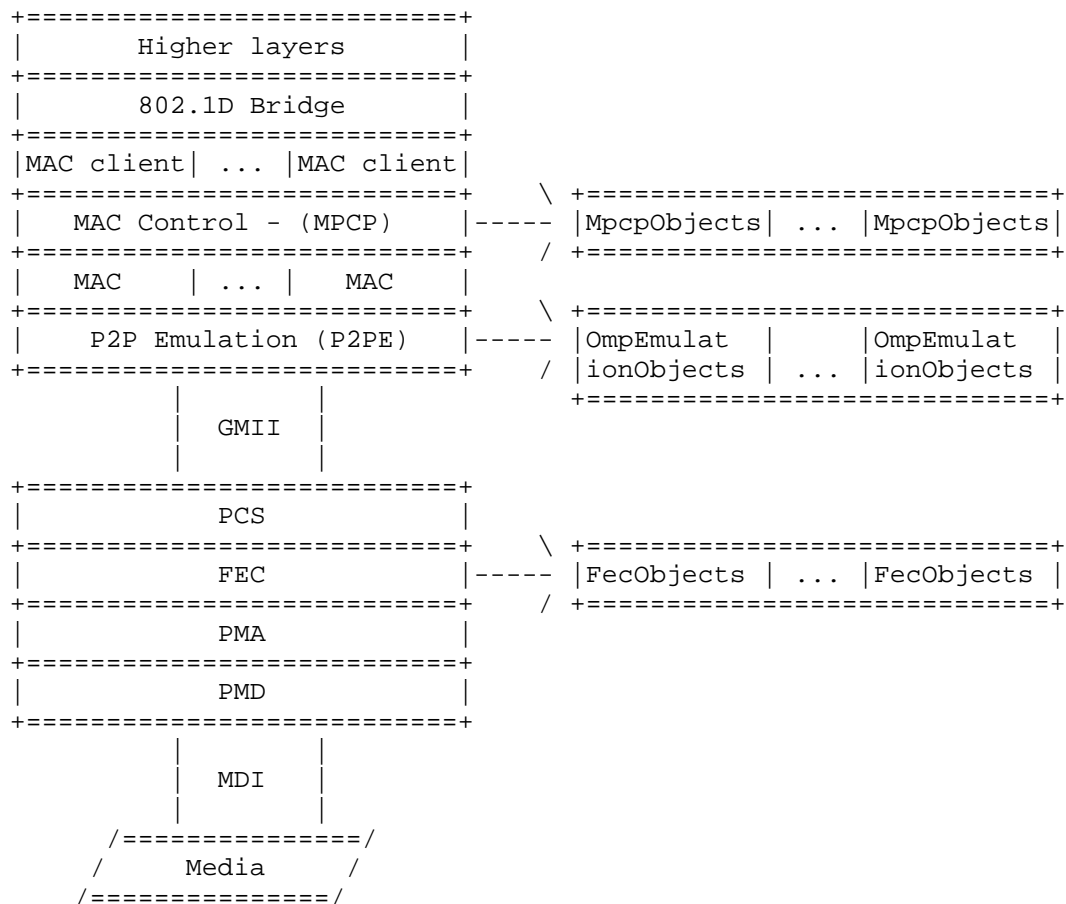 Higher layers
802.1D Bridge
MAC client ... MAC client
MAC Control - (MPCP) MpcpObjects ... MpcpObjects
MAC ... MAC
P2P Emulation (P2PE) OmpEmulat OmpEmulat
ionObjects ... ionObjects
GMII
PCS
FEC FecObjects ... FecObjects
PMA
PMD
MDI
Media